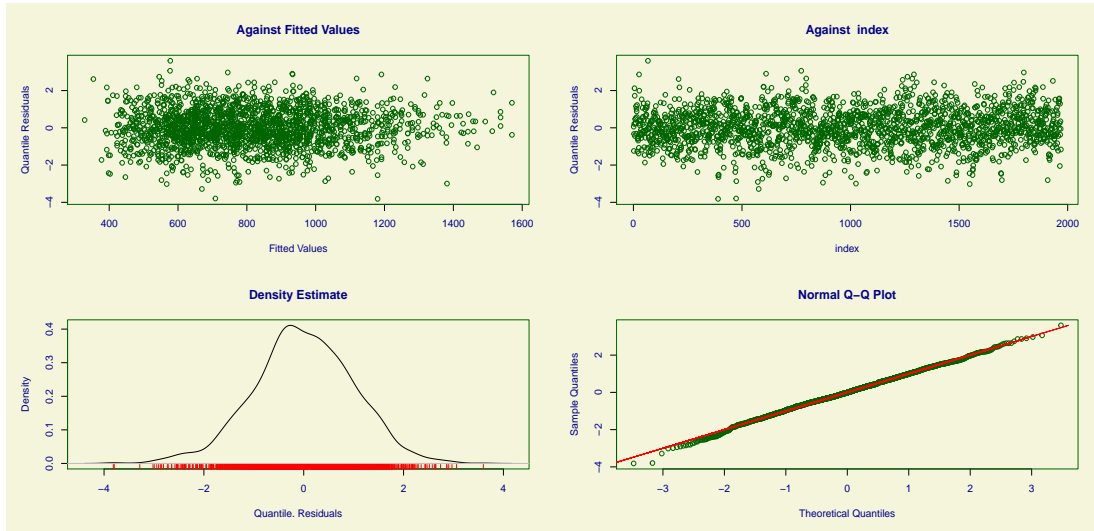 Against Fitted Values
Quantile Residuals
−4 −2 0 2
400 600 800 1000 1200 1400 1600
Fitted Values
Against  index
Quantile Residuals
−4 −2 0 2
0 500 1000 1500 2000
index
Density Estimate
Density
0.0 0.1 0.2 0.3 0.4
−4 −2 0 2 4
Quantile. Residuals
Normal Q−Q Plot
Sample Quantiles
−4 −2 0 2
−3 −2 −1 0 1 2 3
Theoretical Quantiles